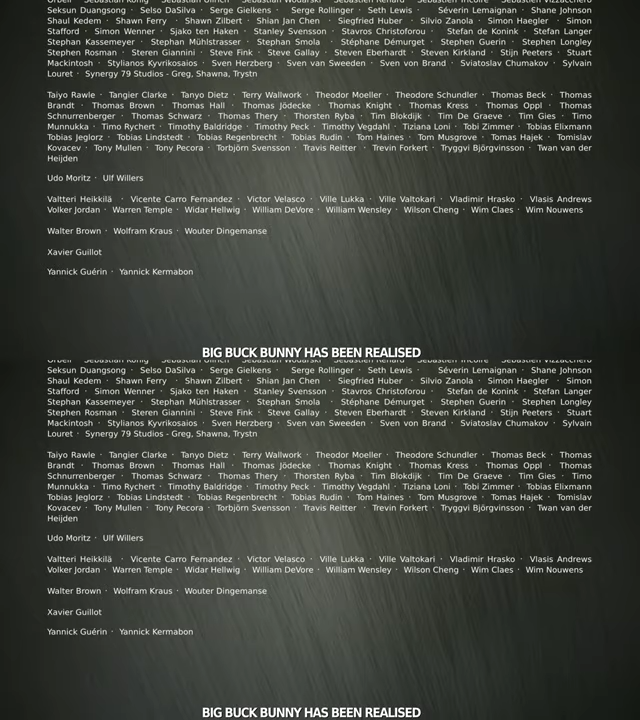 Shaul Kedem · Shawn Ferry · Shawn Zilbert · Shian Jan Chen · Siegfried Huber · Silvio Zanola · Simon Haegler · Simon
Stafford · Simon Wenner · Sjako ten Haken · Stanley Svensson · Stavros Christoforou · Stefan de Konink · Stefan Langer
Stephan Kassemeyer · Stephan Mühlstrasser · Stephan Smola · Stéphane Démurget · Stephen Guerin · Stephen Longley
Stephen Rosman · Steren Giannini · Steve Fink · Steve Gallay · Steven Eberhardt · Steven Kirkland · Stijn Peeters · Stuart
Mackintosh · Stylianos Kyvrikosaios · Sven Herzberg · Sven van Sweeden · Sven von Brand · Sviatoslav Chumakov · Sylvain
Louret · Synergy 79 Studios - Greg, Shawna, Trystn
Taiyo Rawle · Tangier Clarke · Tanyo Dietz · Terry Wallwork · Theodor Moeller · Theodore Schundler · Thomas Beck · Thomas
Brandt · Thomas Brown · Thomas Hall · Thomas Jödecke · Thomas Knight · Thomas Kress · Thomas Oppl · Thomas
Schnurrenberger · Thomas Schwarz · Thomas Thery · Thorsten Ryba · Tim Blokdijk · Tim De Graeve · Tim Gies · Timo
Munnukka · Timo Rychert · Timothy Baldridge · Timothy Peck · Timothy Vegdahl · Tiziana Loni · Tobi Zimmer · Tobias Elixmann
Tobias Jeglorz · Tobias Lindstedt · Tobias Regenbrecht · Tobias Rudin · Tom Haines · Tom Musgrove · Tomas Hajek · Tomislav
Kovacev · Tony Mullen · Tony Pecora · Torbjörn Svensson · Travis Reitter · Trevin Forkert · Tryggvi Björgvinsson · Twan van der
Heijden
Udo Moritz · Ulf Willers
Valtteri Heikkilä · Vicente Carro Fernandez · Victor Velasco · Ville Lukka · Ville Valtokari · Vladimir Hrasko · Vlasis Andrews
Volker Jordan · Warren Temple · Widar Hellwig · William DeVore · William Wensley · Wilson Cheng · Wim Claes · Wim Nouwens
Walter Brown · Wolfram Kraus · Wouter Dingemanse
Xavier Guillot
Yannick Guérin · Yannick Kermabon
BIG BUCK BUNNY HAS BEEN REALISED
Seksun Duangsong · Selso DaSilva · Serge Gielkens · Serge Rollinger · Seth Lewis · Séverin Lemaignan · Shane Johnson
Shaul Kedem · Shawn Ferry · Shawn Zilbert · Shian Jan Chen · Siegfried Huber · Silvio Zanola · Simon Haegler · Simon
Stafford · Simon Wenner · Sjako ten Haken · Stanley Svensson · Stavros Christoforou · Stefan de Konink · Stefan Langer
Stephan Kassemeyer · Stephan Mühlstrasser · Stephan Smola · Stéphane Démurget · Stephen Guerin · Stephen Longley
Stephen Rosman · Steren Giannini · Steve Fink · Steve Gallay · Steven Eberhardt · Steven Kirkland · Stijn Peeters · Stuart
Mackintosh · Stylianos Kyvrikosaios · Sven Herzberg · Sven van Sweeden · Sven von Brand · Sviatoslav Chumakov · Sylvain
Louret · Synergy 79 Studios - Greg, Shawna, Trystn
Taiyo Rawle · Tangier Clarke · Tanyo Dietz · Terry Wallwork · Theodor Moeller · Theodore Schundler · Thomas Beck · Thomas
Brandt · Thomas Brown · Thomas Hall · Thomas Jödecke · Thomas Knight · Thomas Kress · Thomas Oppl · Thomas
Schnurrenberger · Thomas Schwarz · Thomas Thery · Thorsten Ryba · Tim Blokdijk · Tim De Graeve · Tim Gies · Timo
Munnukka · Timo Rychert · Timothy Baldridge · Timothy Peck · Timothy Vegdahl · Tiziana Loni · Tobi Zimmer · Tobias Elixmann
Tobias Jeglorz · Tobias Lindstedt · Tobias Regenbrecht · Tobias Rudin · Tom Haines · Tom Musgrove · Tomas Hajek · Tomislav
Kovacev · Tony Mullen · Tony Pecora · Torbjörn Svensson · Travis Reitter · Trevin Forkert · Tryggvi Björgvinsson · Twan van der
Heijden
Udo Moritz · Ulf Willers
Valtteri Heikkilä · Vicente Carro Fernandez · Victor Velasco · Ville Lukka · Ville Valtokari · Vladimir Hrasko · Vlasis Andrews
Volker Jordan · Warren Temple · Widar Hellwig · William DeVore · William Wensley · Wilson Cheng · Wim Claes · Wim Nouwens
Walter Brown · Wolfram Kraus · Wouter Dingemanse
Xavier Guillot
Yannick Guérin · Yannick Kermabon
BIG BUCK BUNNY HAS BEEN REALISED